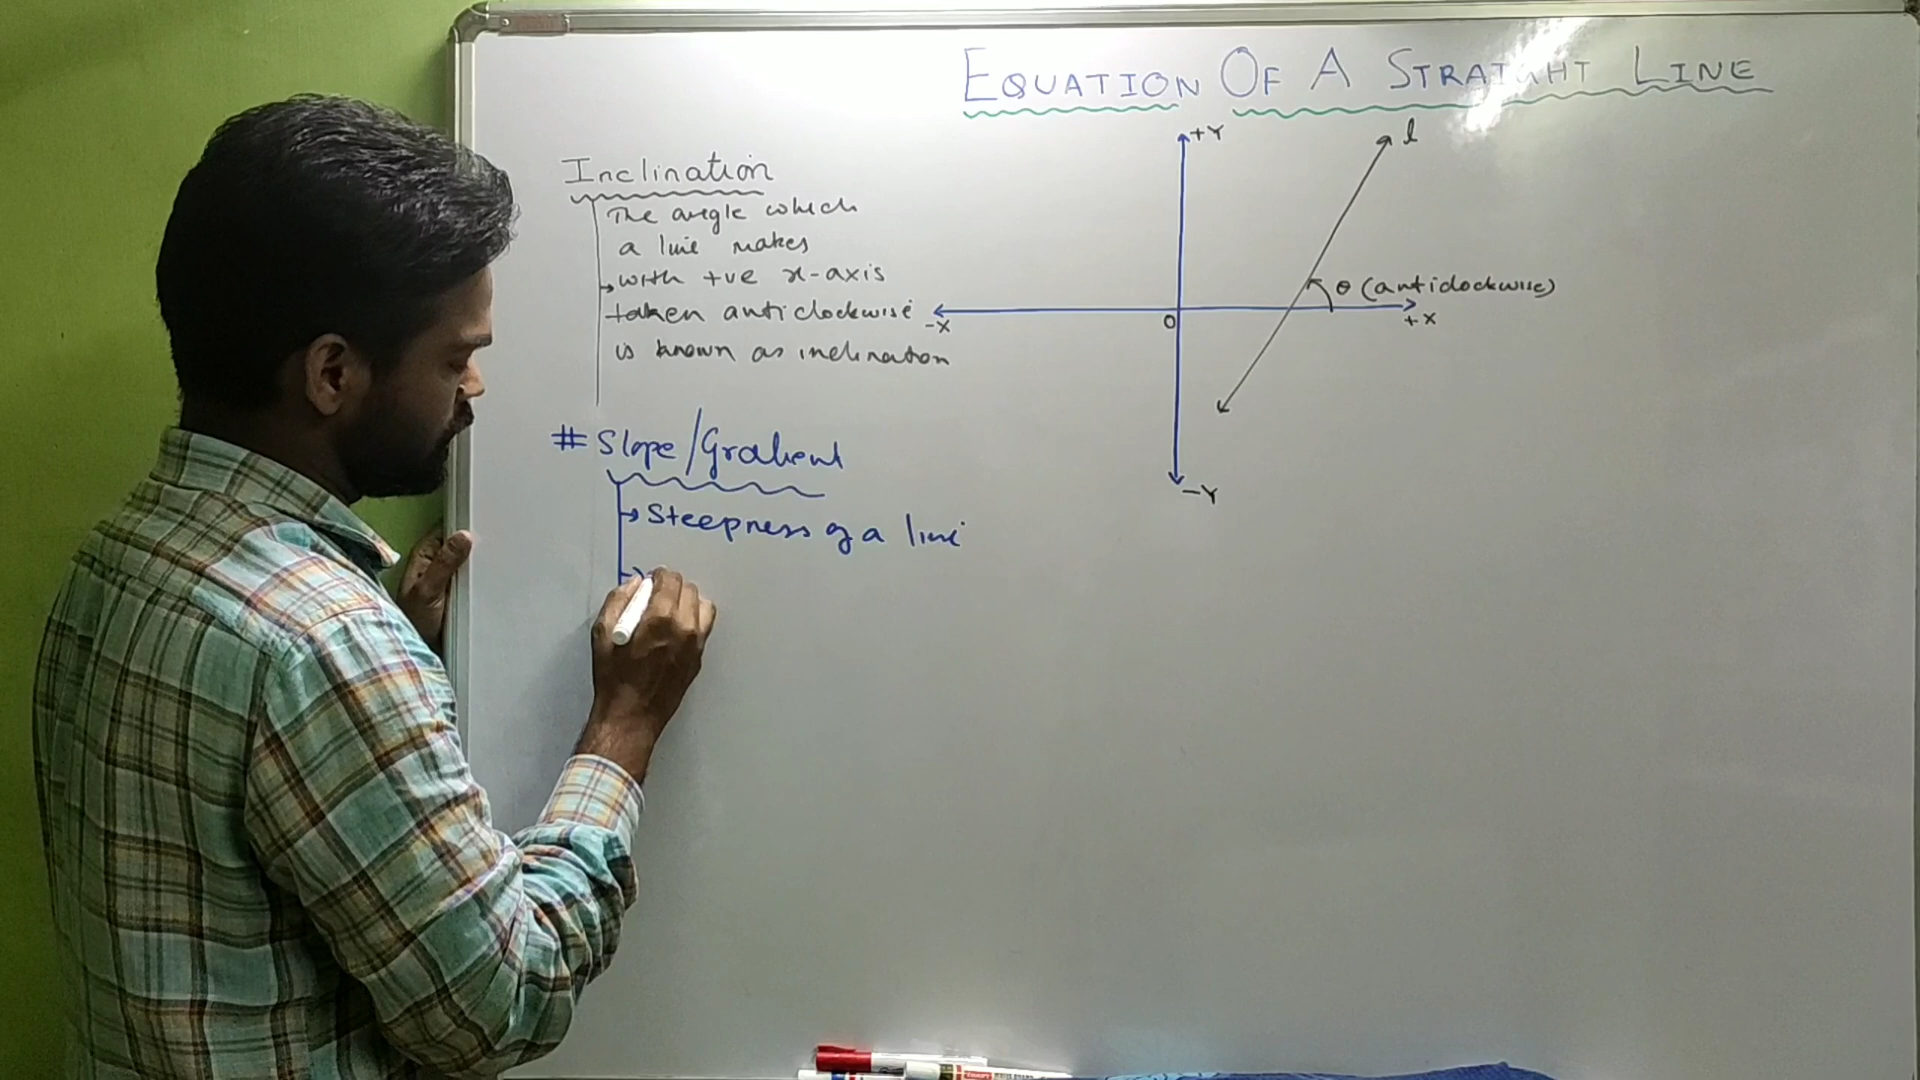 EQUATION OF A STRAIGHT LINE
Inclination
The angle which
a line makes
with +ve x-axis
taken anticlockwise
is known as inclination
+Y
l
θ (anticlockwise)
-X
O
+X
-Y
# Slope/Gradient
Steepness of a line